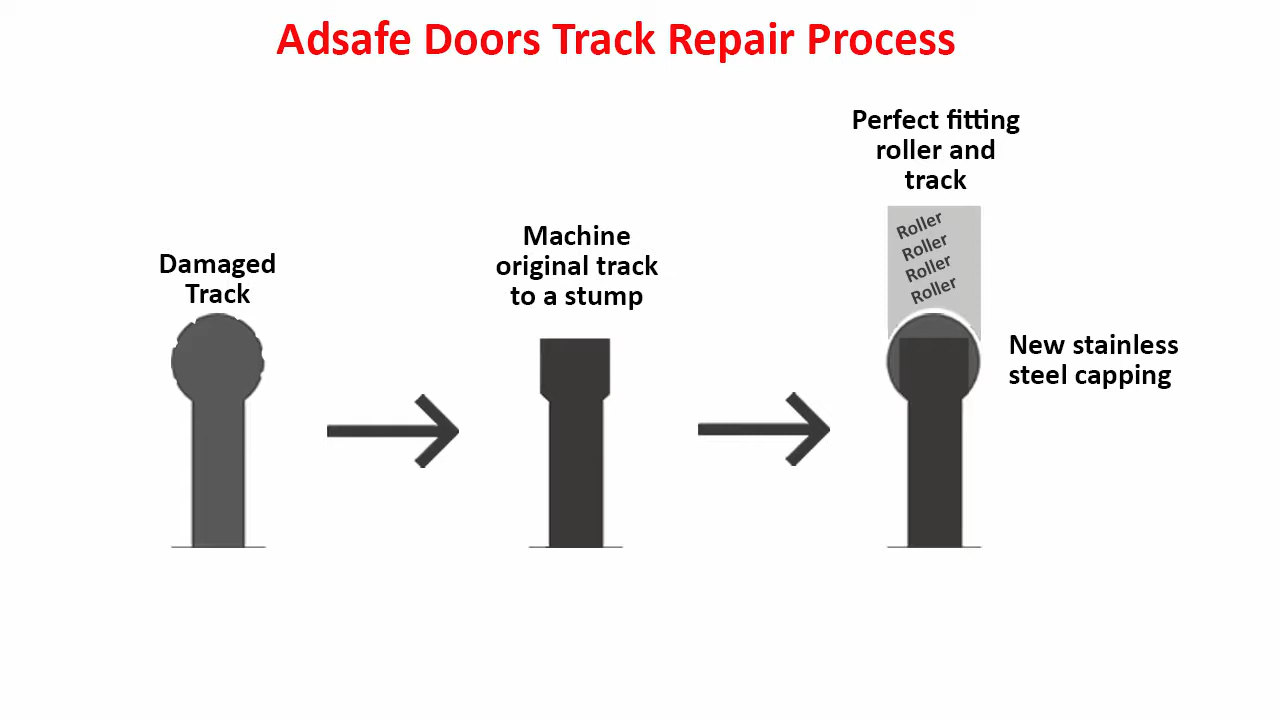 Adsafe Doors Track Repair Process
Damaged
Track
Machine
original track
to a stump
Perfect fitting
roller and
track
Roller
Roller
Roller
Roller
New stainless
steel capping